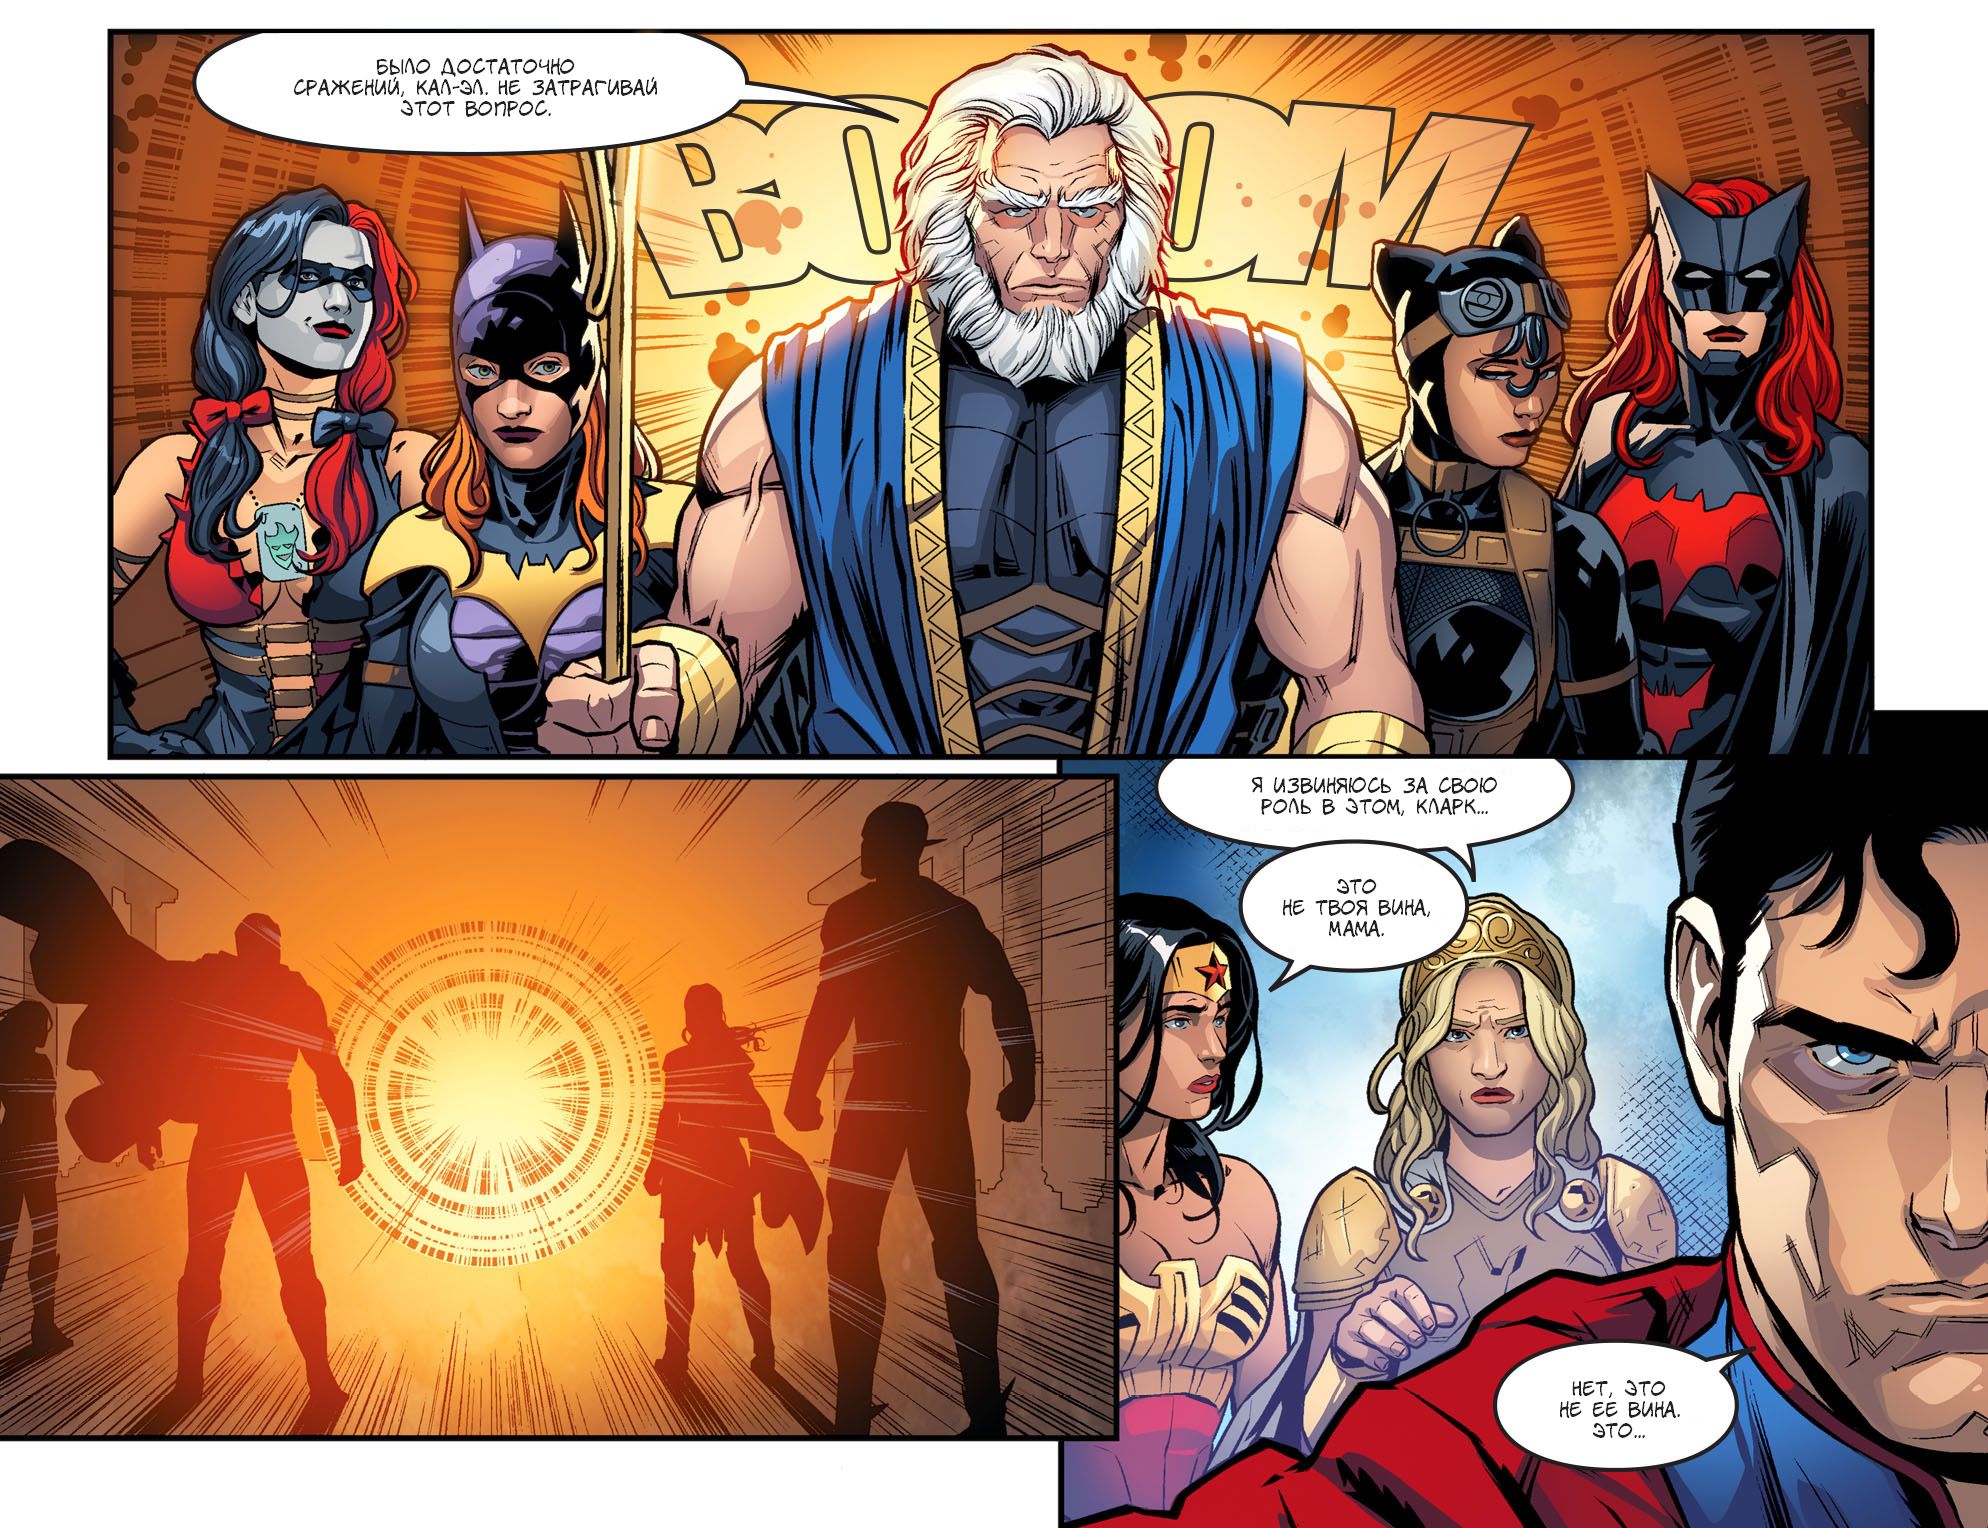 БЫЛО ДОСТАТОЧНО
СРАЖЕНИЙ, КАЛ-ЭЛ. НЕ ЗАТРАГИВАЙ
ЭТОТ ВОПРОС.
BOOOM
Я ИЗВИНЯЮСЬ ЗА СВОЮ
РОЛЬ В ЭТОМ, КЛАРК...
ЭТО
НЕ ТВОЯ ВИНА,
МАМА.
НЕТ, ЭТО
НЕ ЕЕ ВИНА.
ЭТО...